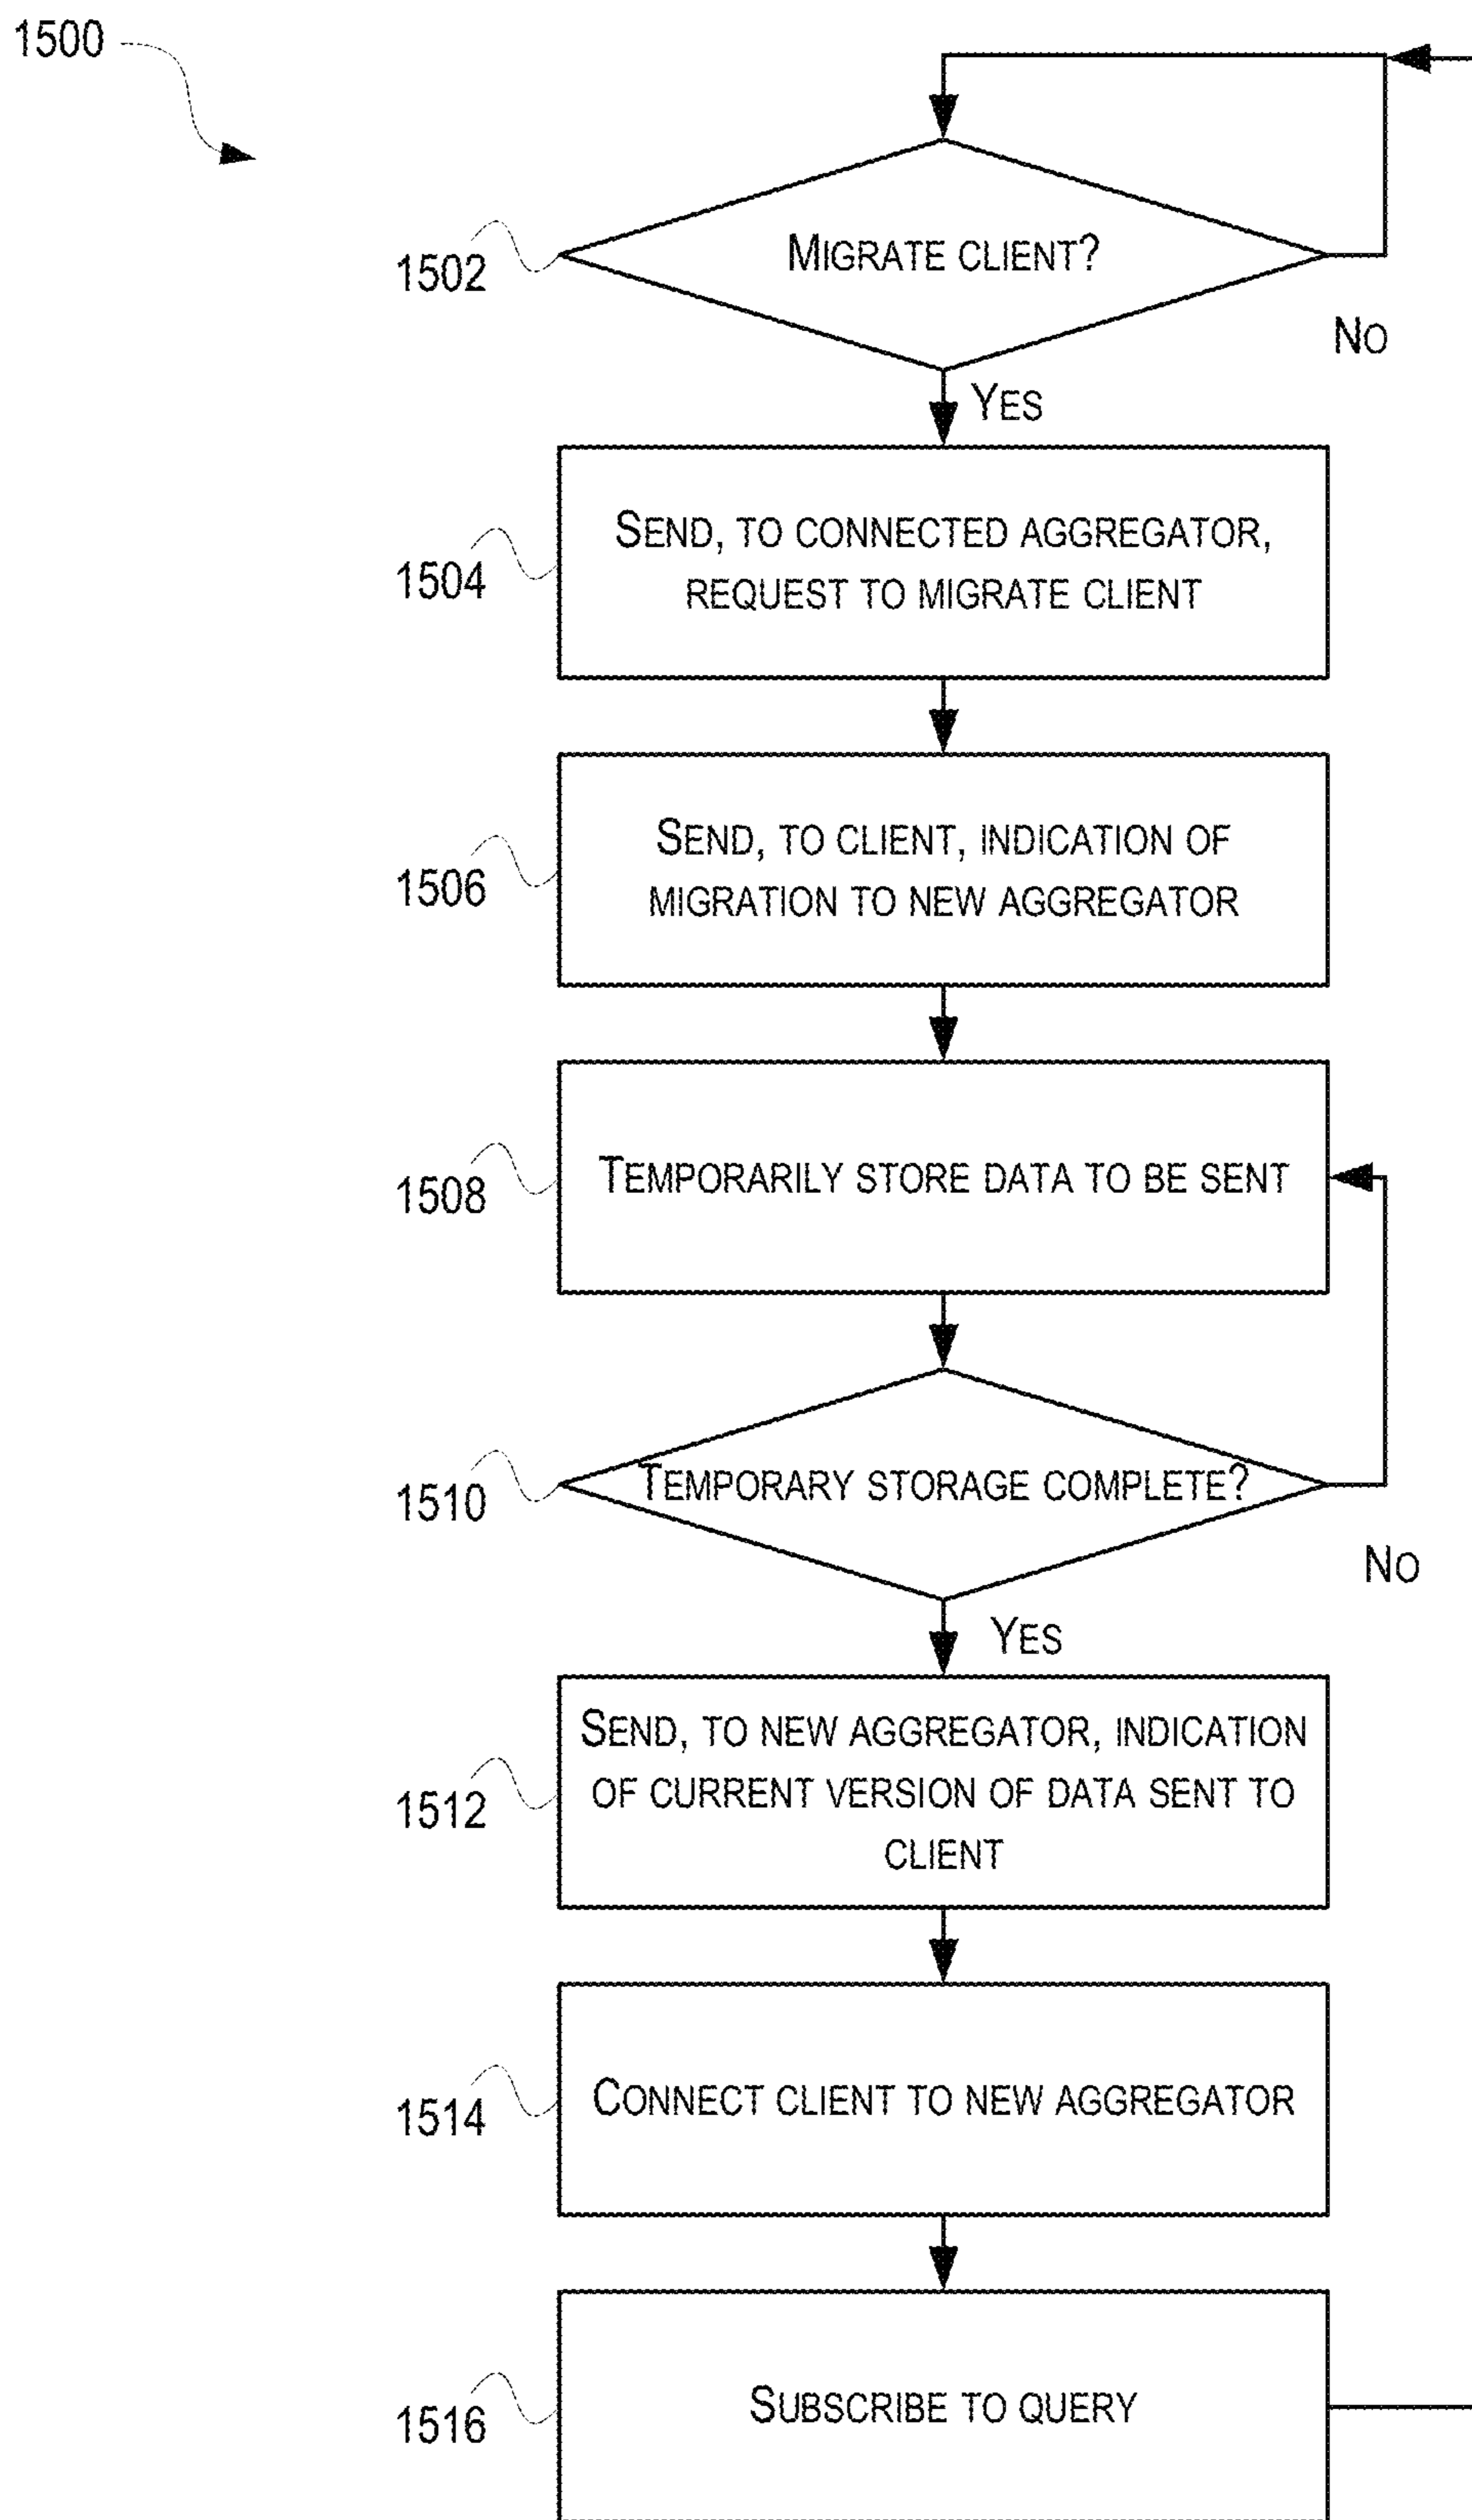 1500
MIGRATE CLIENT?
1502
NO
YES
SEND, TO CONNECTED AGGREGATOR,
REQUEST TO MIGRATE CLIENT
1504
SEND, TO CLIENT, INDICATION OF
MIGRATION TO NEW AGGREGATOR
1506
TEMPORARILY STORE DATA TO BE SENT
1508
TEMPORARY STORAGE COMPLETE?
1510
NO
YES
SEND, TO NEW AGGREGATOR, INDICATION
OF CURRENT VERSION OF DATA SENT TO
CLIENT
1512
CONNECT CLIENT TO NEW AGGREGATOR
1514
SUBSCRIBE TO QUERY
1516